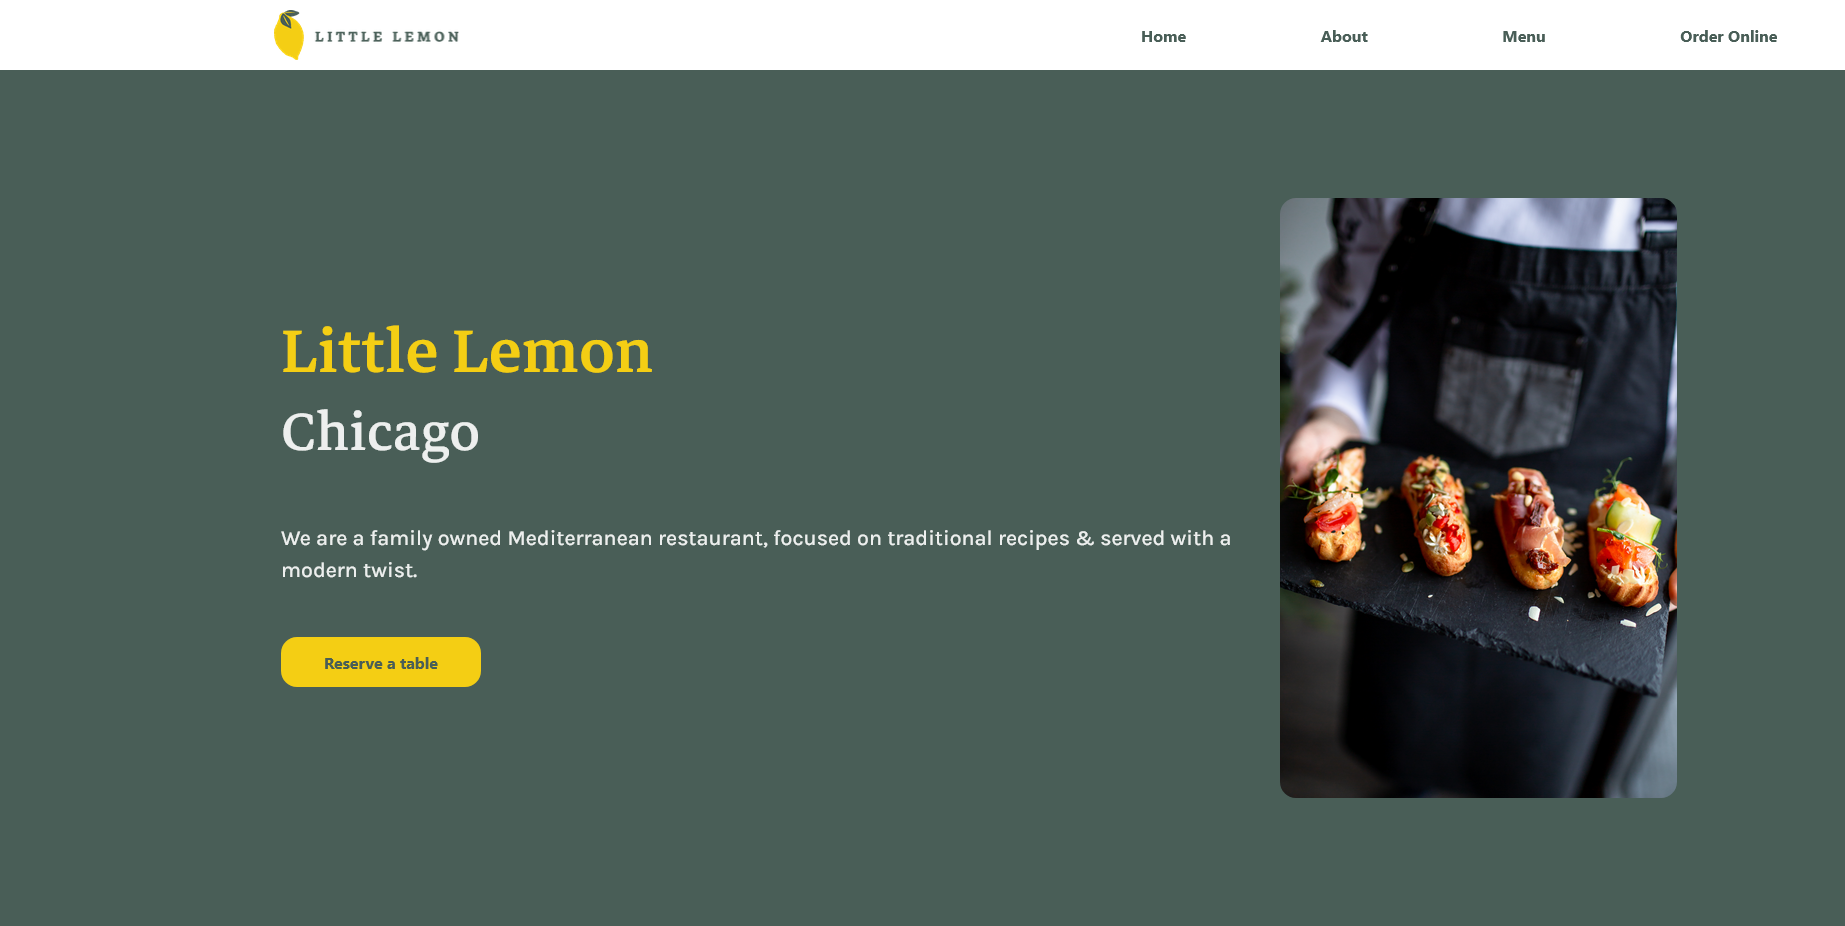 LITTLE LEMON
Home
About
Menu
Order Online
Little Lemon
Chicago
We are a family owned Mediterranean restaurant, focused on traditional recipes & served with a
modern twist.
Reserve a table